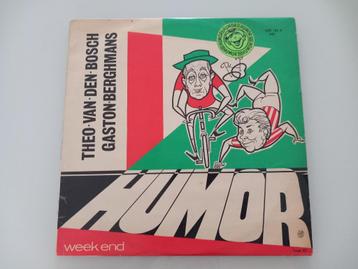 THEO·VAN·DEN·BOSCH
GASTON·BERGHMANS
HUMOR
week end